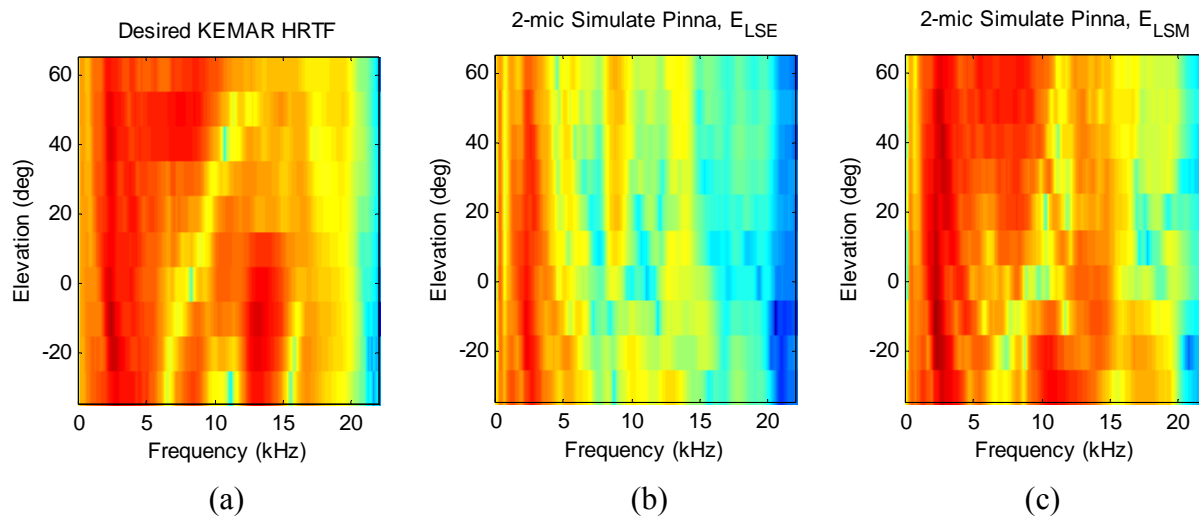 Desired KEMAR HRTF
60
40
20
0
-20
0 5 10 15 20
Elevation (deg)
Frequency (kHz)
(a)
2-mic Simulate Pinna, E_LSE
60
40
20
0
-20
0 5 10 15 20
Elevation (deg)
Frequency (kHz)
(b)
2-mic Simulate Pinna, E_LSM
60
40
20
0
-20
0 5 10 15 20
Elevation (deg)
Frequency (kHz)
(c)